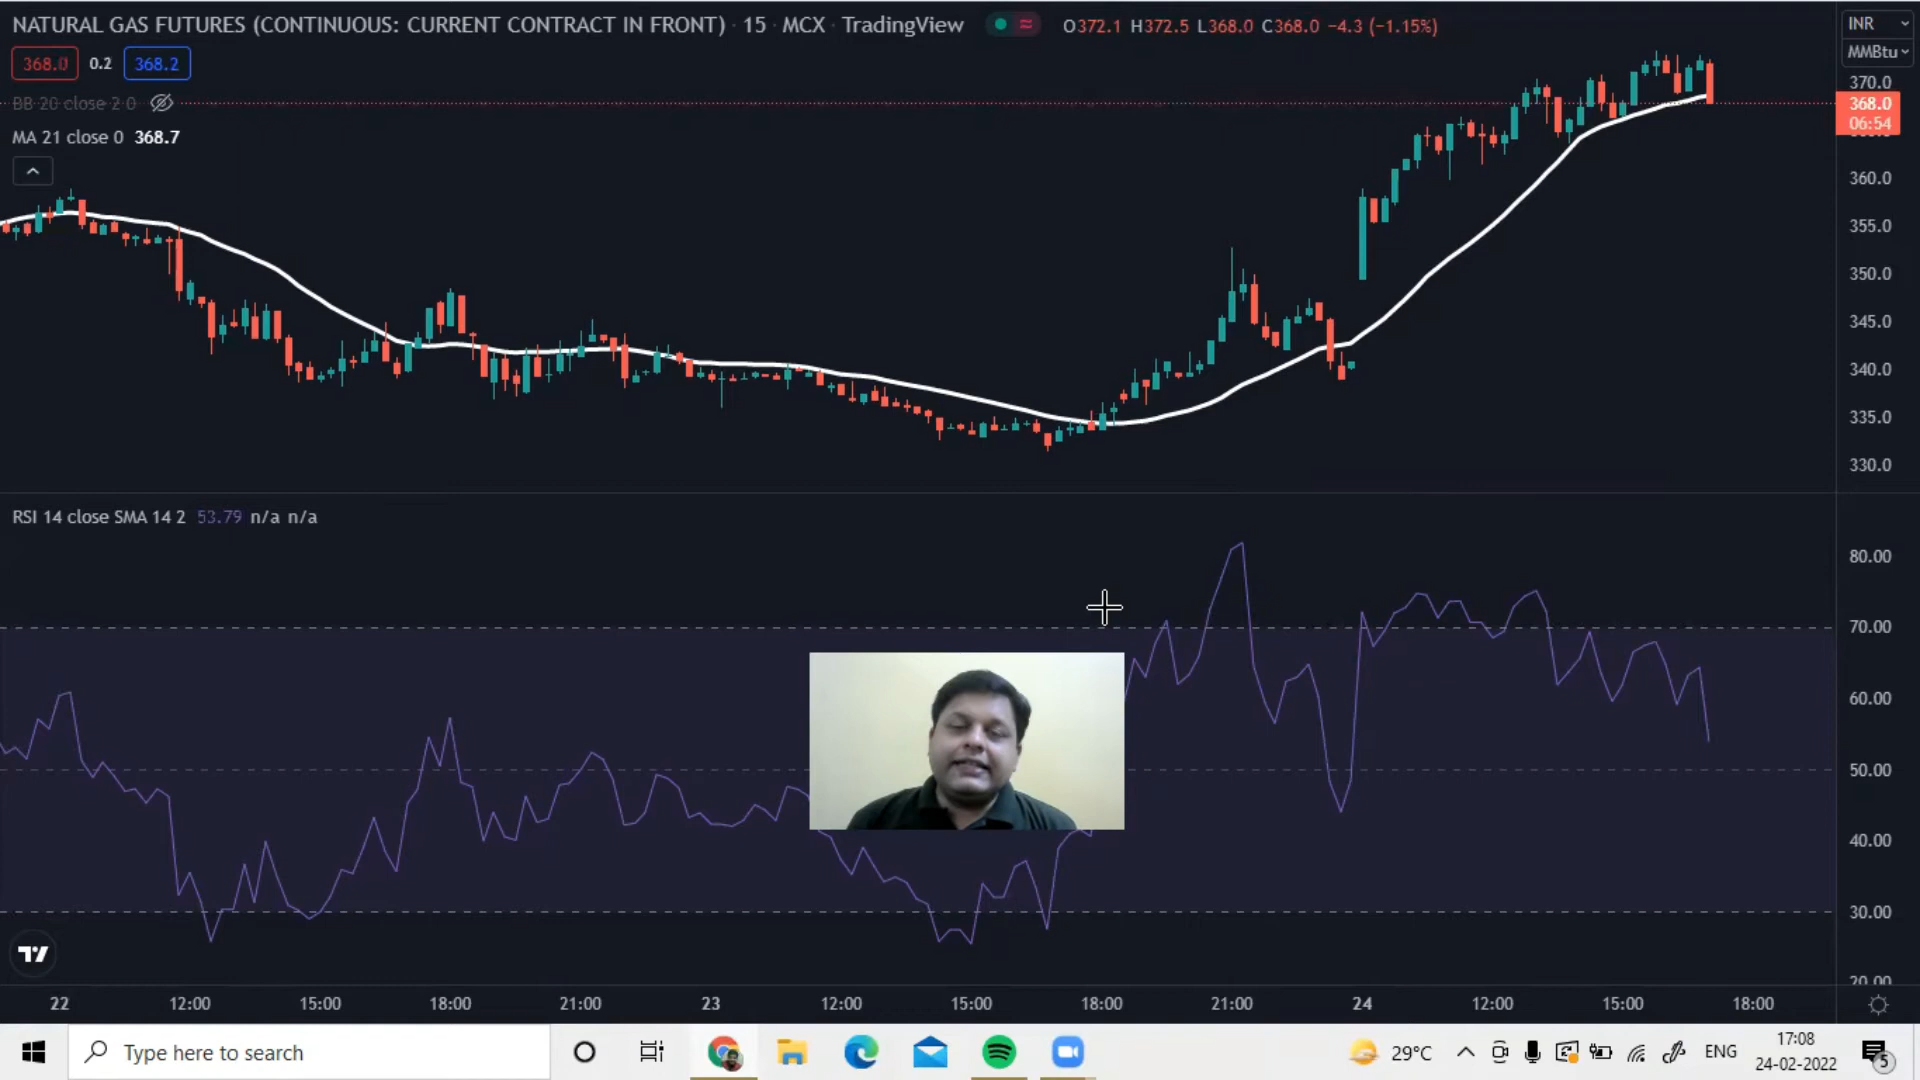 NATURAL GAS FUTURES (CONTINUOUS: CURRENT CONTRACT IN FRONT) · 15 · MCX · TradingView O372.1 H372.5 L368.0 C368.0 −4.3 (−1.15%)
368.0 0.2 368.2
BB 20 close 2 0
MA 21 close 0 368.7
INR
MMBtu
370.0
368.0
06:54
360.0
355.0
350.0
345.0
340.0
335.0
330.0
RSI 14 close SMA 14 2 53.79 n/a n/a
80.00
70.00
60.00
50.00
40.00
30.00
20.00
22 12:00 15:00 18:00 21:00 23 12:00 15:00 18:00 21:00 24 12:00 15:00 18:00
Type here to search
29°C
ENG
17:08
24-02-2022
5